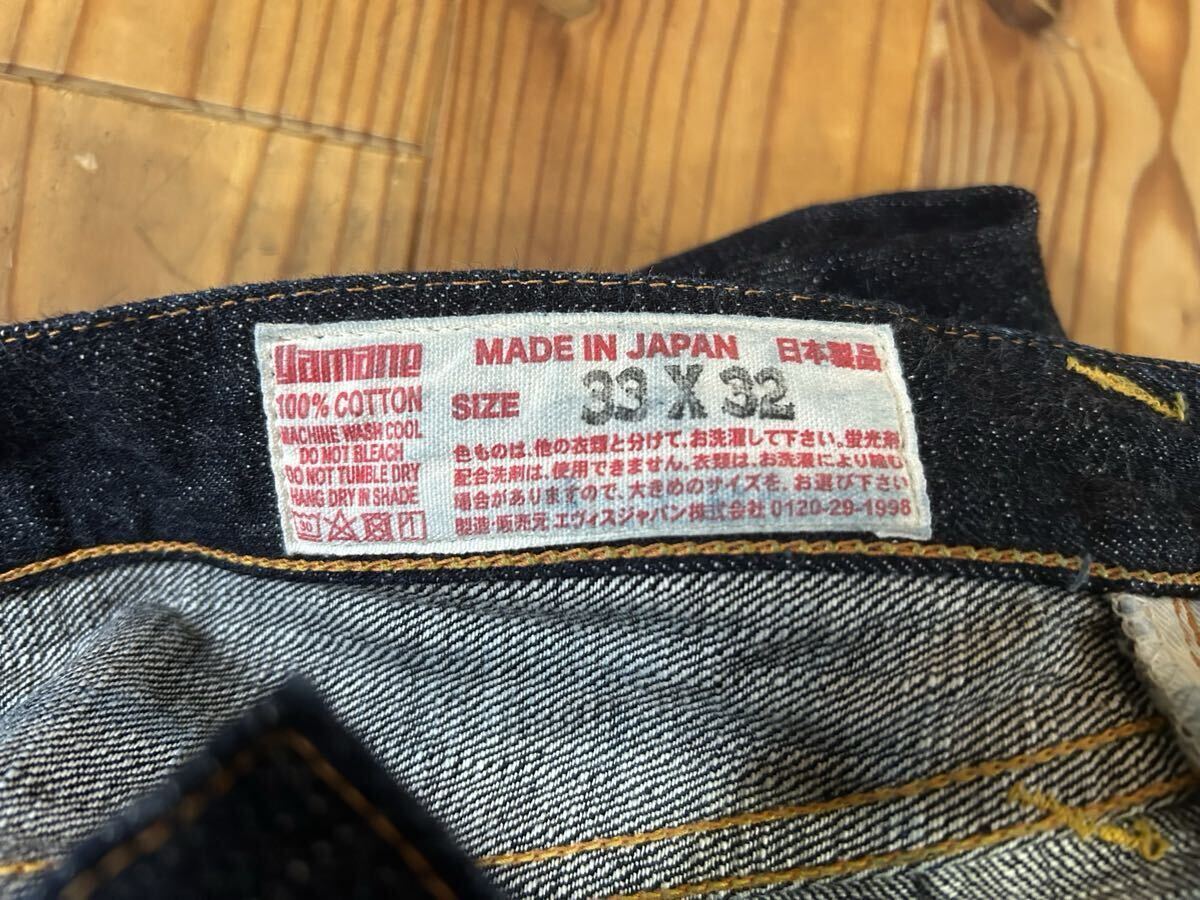 yamane
100% COTTON
MACHINE WASH COOL
DO NOT BLEACH
DO NOT TUMBLE DRY
HANG DRY IN SHADE
30
MADE IN JAPAN 日本製品
SIZE 33 X 32
色ものは、他の衣類と分けて、お洗濯して下さい。蛍光剤
配合洗剤は、使用できません。衣類は、お洗濯により縮む
場合がありますので、大きめのサイズを、お選び下さい
製造・販売元 エヴィスジャパン株式会社 0120-29-1998